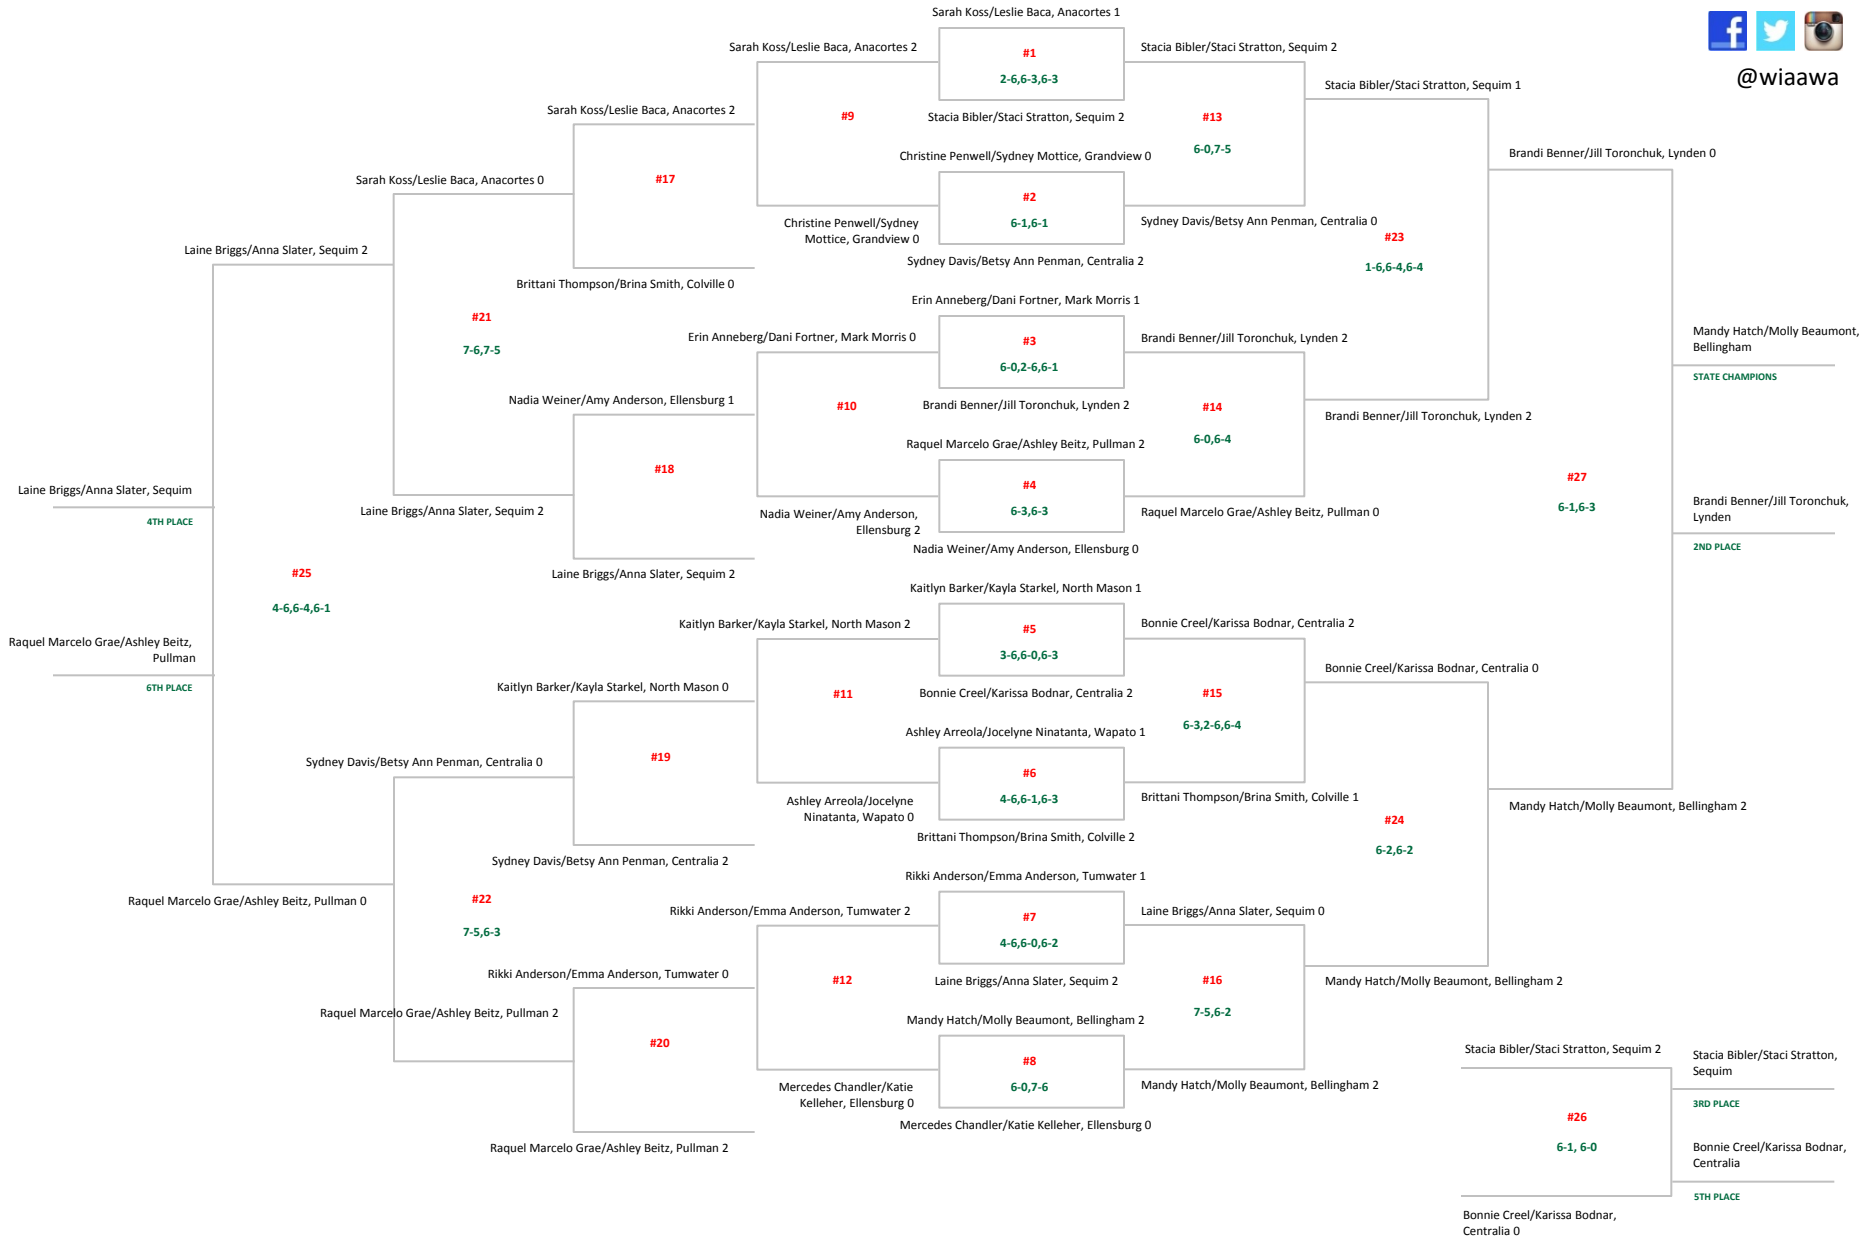 Sarah Koss/Leslie Baca, Anacortes 1
Sarah Koss/Leslie Baca, Anacortes 2
#1
Stacia Bibler/Staci Stratton, Sequim 2
@wiaawa
2-6,6-3,6-3
Stacia Bibler/Staci Stratton, Sequim 1
Sarah Koss/Leslie Baca, Anacortes 2
#9
Stacia Bibler/Staci Stratton, Sequim 2
#13
6-0,7-5
Christine Penwell/Sydney Mottice, Grandview 0
Brandi Benner/Jill Toronchuk, Lynden 0
Sarah Koss/Leslie Baca, Anacortes 0
#17
#2
Christine Penwell/Sydney
Mottice, Grandview 0
6-1,6-1
Sydney Davis/Betsy Ann Penman, Centralia 0
#23
Laine Briggs/Anna Slater, Sequim 2
Sydney Davis/Betsy Ann Penman, Centralia 2
1-6,6-4,6-4
Brittani Thompson/Brina Smith, Colville 0
Erin Anneberg/Dani Fortner, Mark Morris 1
#21
7-6,7-5
Erin Anneberg/Dani Fortner, Mark Morris 0
#3
Brandi Benner/Jill Toronchuk, Lynden 2
Mandy Hatch/Molly Beaumont,
Bellingham
6-0,2-6,6-1
STATE CHAMPIONS
Nadia Weiner/Amy Anderson, Ellensburg 1
#10
Brandi Benner/Jill Toronchuk, Lynden 2
#14
Brandi Benner/Jill Toronchuk, Lynden 2
6-0,6-4
Raquel Marcelo Grae/Ashley Beitz, Pullman 2
#18
#27
Laine Briggs/Anna Slater, Sequim
4TH PLACE
#4
6-1,6-3
Brandi Benner/Jill Toronchuk,
Lynden
Laine Briggs/Anna Slater, Sequim 2
Nadia Weiner/Amy Anderson,
Ellensburg 2
6-3,6-3
Raquel Marcelo Grae/Ashley Beitz, Pullman 0
2ND PLACE
Nadia Weiner/Amy Anderson, Ellensburg 0
#25
Laine Briggs/Anna Slater, Sequim 2
4-6,6-4,6-1
Kaitlyn Barker/Kayla Starkel, North Mason 1
Kaitlyn Barker/Kayla Starkel, North Mason 2
#5
Bonnie Creel/Karissa Bodnar, Centralia 2
Raquel Marcelo Grae/Ashley Beitz,
Pullman
6TH PLACE
3-6,6-0,6-3
Bonnie Creel/Karissa Bodnar, Centralia 0
Kaitlyn Barker/Kayla Starkel, North Mason 0
#11
Bonnie Creel/Karissa Bodnar, Centralia 2
#15
6-3,2-6,6-4
Ashley Arreola/Jocelyne Ninatanta, Wapato 1
#19
Sydney Davis/Betsy Ann Penman, Centralia 0
#6
Ashley Arreola/Jocelyne
Ninatanta, Wapato 0
4-6,6-1,6-3
Brittani Thompson/Brina Smith, Colville 1
Mandy Hatch/Molly Beaumont, Bellingham 2
#24
Brittani Thompson/Brina Smith, Colville 2
6-2,6-2
Sydney Davis/Betsy Ann Penman, Centralia 2
Rikki Anderson/Emma Anderson, Tumwater 1
Raquel Marcelo Grae/Ashley Beitz, Pullman 0
#22
7-5,6-3
Rikki Anderson/Emma Anderson, Tumwater 2
#7
Laine Briggs/Anna Slater, Sequim 0
4-6,6-0,6-2
Rikki Anderson/Emma Anderson, Tumwater 0
#12
Laine Briggs/Anna Slater, Sequim 2
#16
Mandy Hatch/Molly Beaumont, Bellingham 2
Raquel Marcelo Grae/Ashley Beitz, Pullman 2
7-5,6-2
Mandy Hatch/Molly Beaumont, Bellingham 2
#20
#8
Stacia Bibler/Staci Stratton, Sequim 2
Stacia Bibler/Staci Stratton,
Sequim
Mercedes Chandler/Katie
Kelleher, Ellensburg 0
6-0,7-6
Mandy Hatch/Molly Beaumont, Bellingham 2
3RD PLACE
Mercedes Chandler/Katie Kelleher, Ellensburg 0
#26
Raquel Marcelo Grae/Ashley Beitz, Pullman 2
6-1, 6-0
Bonnie Creel/Karissa Bodnar,
Centralia
5TH PLACE
Bonnie Creel/Karissa Bodnar,
Centralia 0